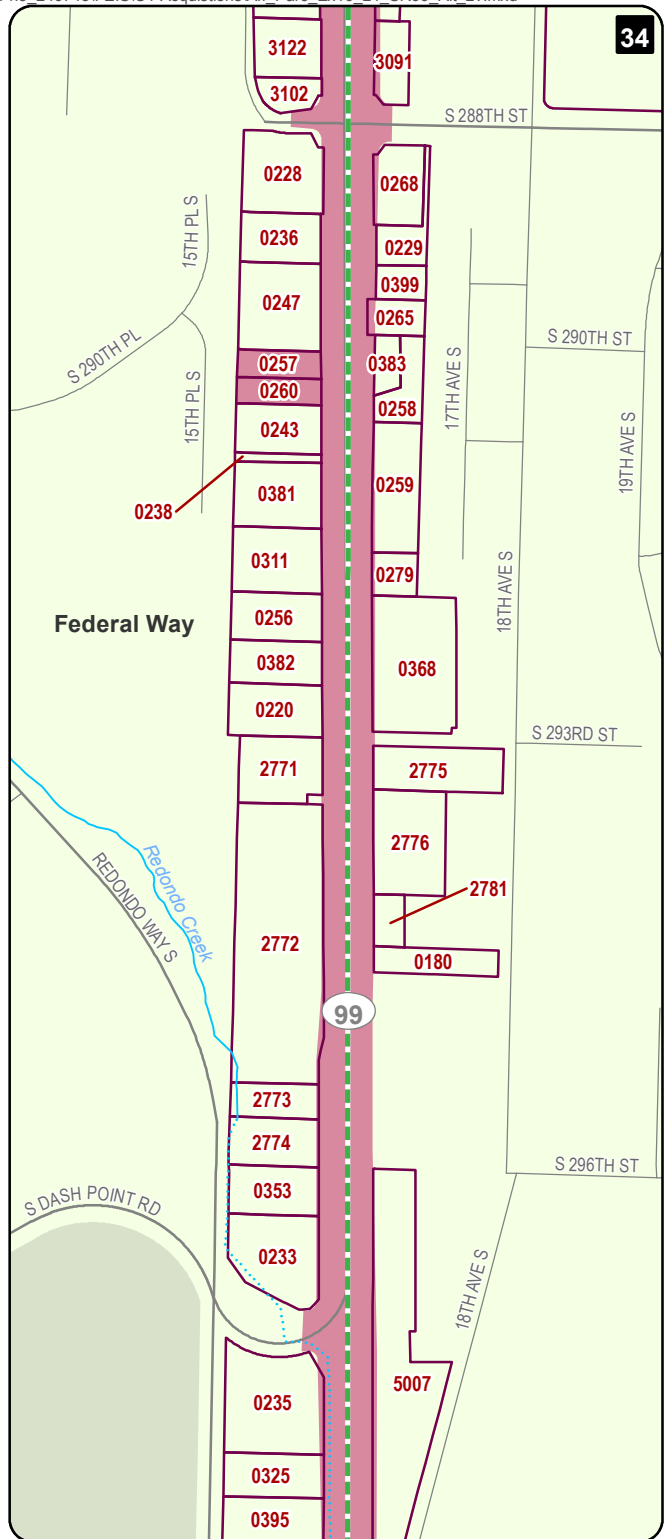 34
3122
3091
3102
S 288TH ST
0228
0268
15TH PL S
0236
0229
0399
0247
0265
S 290TH PL
S 290TH ST
0257
0383
0260
17TH AVE S
15TH PL S
0258
0243
19TH AVE S
0259
0381
0238
0311
0279
18TH AVE S
0256
Federal Way
0382
0368
0220
S 293RD ST
2771
2775
2776
Redondo Creek
REDONDO WAY S
2781
2772
0180
99
2773
2774
S 296TH ST
0353
S DASH POINT RD
0233
18TH AVE S
5007
0235
0325
0395